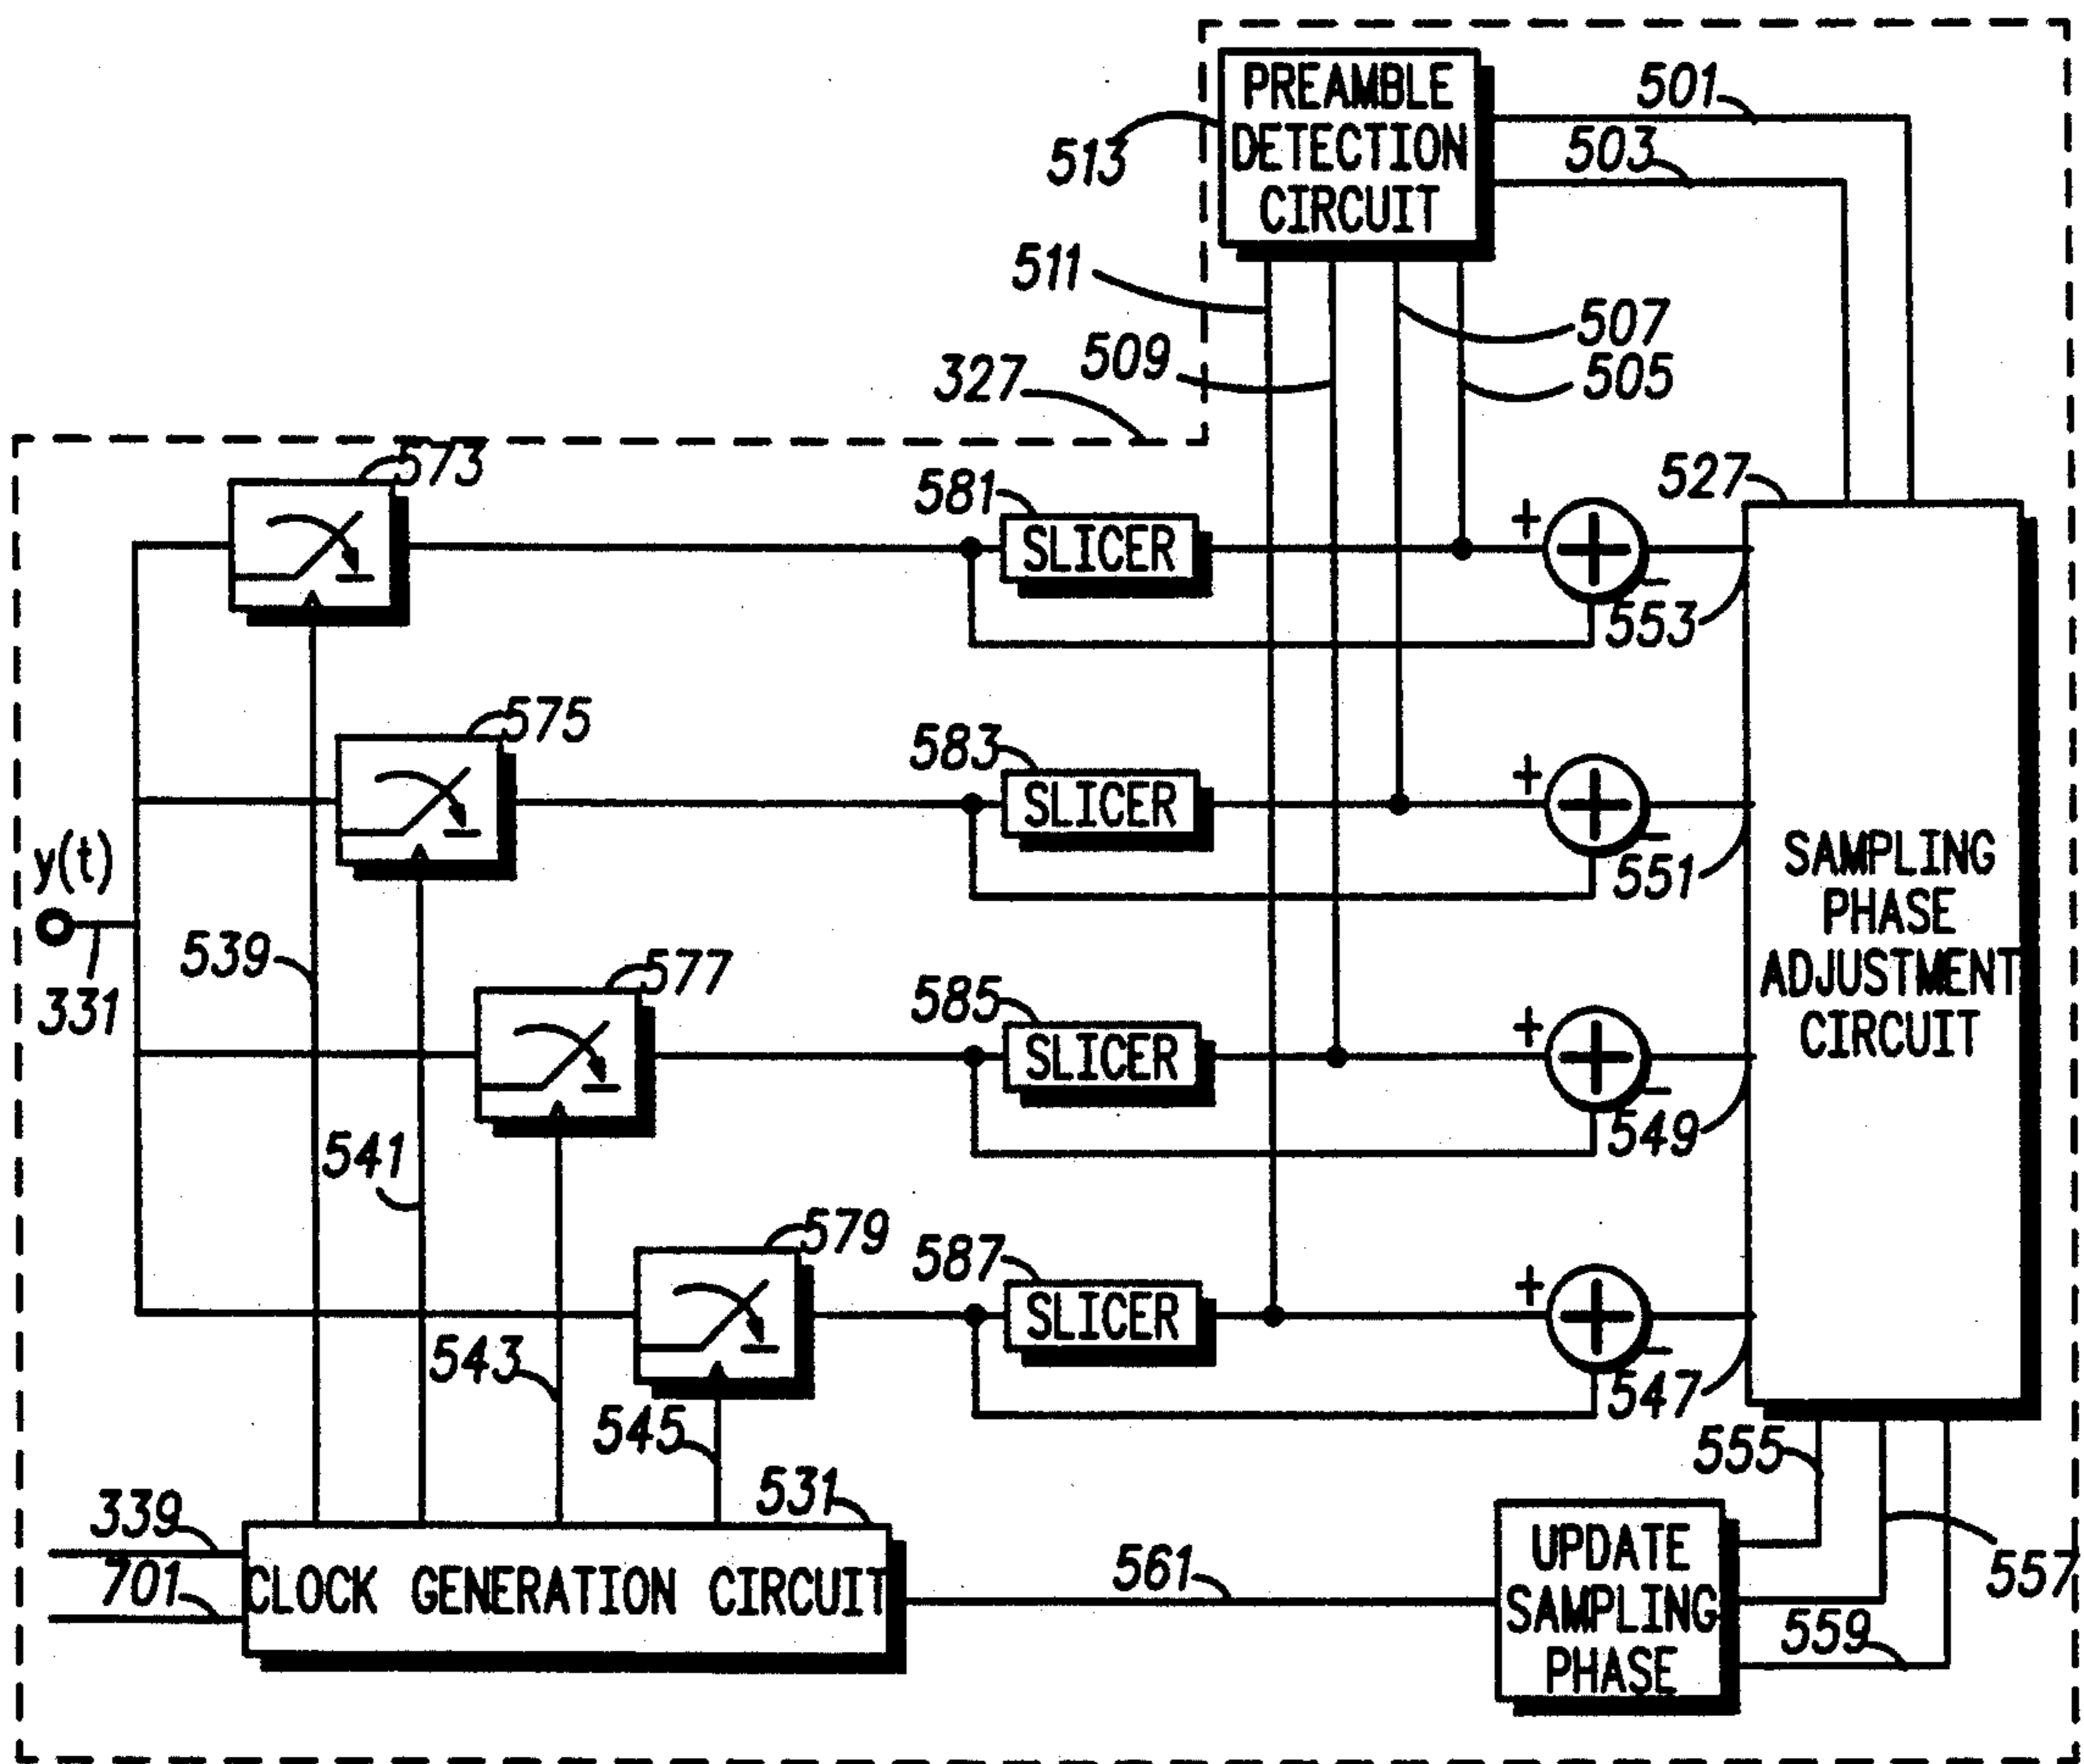 PREAMBLE
DETECTION
CIRCUIT
501
503
513
511
507
509
505
327
573
581
+
527
−
553
575
583
+
−
551
y(t)
SAMPLING
PHASE
ADJUSTMENT
CIRCUIT
539
331
577
585
+
−
549
541
579
587
+
−
547
543
545
555
531
339
701
CLOCK GENERATION CIRCUIT
561
UPDATE
SAMPLING
PHASE
557
559
SLICER
SLICER
SLICER
SLICER